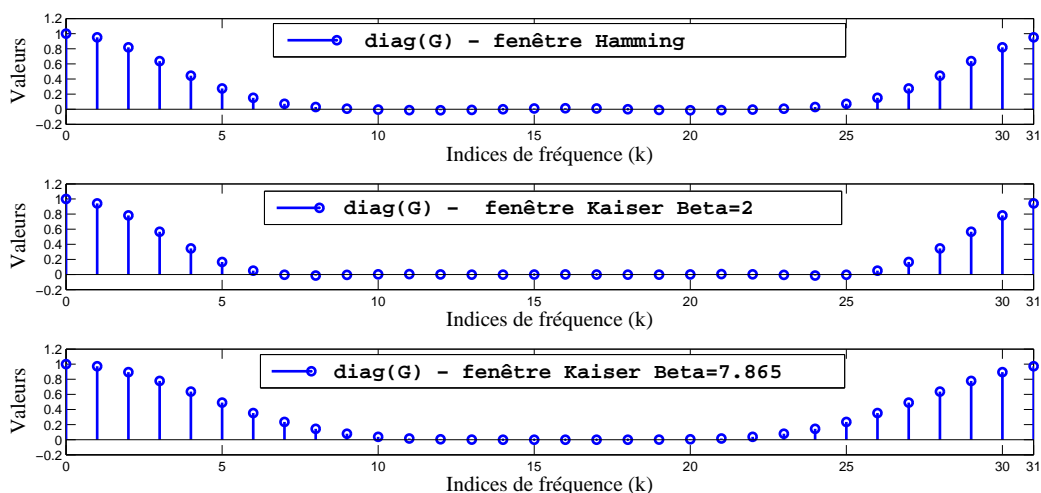 1.2
1
0.8
0.6
0.4
0.2
0
−0.2
Valeurs
diag(G) − fenêtre Hamming
0 5 10 15 20 25 30 31
Indices de fréquence (k)
1.2
1
0.8
0.6
0.4
0.2
0
−0.2
Valeurs
diag(G) − fenêtre Kaiser Beta=2
0 5 10 15 20 25 30 31
Indices de fréquence (k)
1.2
1
0.8
0.6
0.4
0.2
0
−0.2
Valeurs
diag(G) − fenêtre Kaiser Beta=7.865
0 5 10 15 20 25 30 31
Indices de fréquence (k)